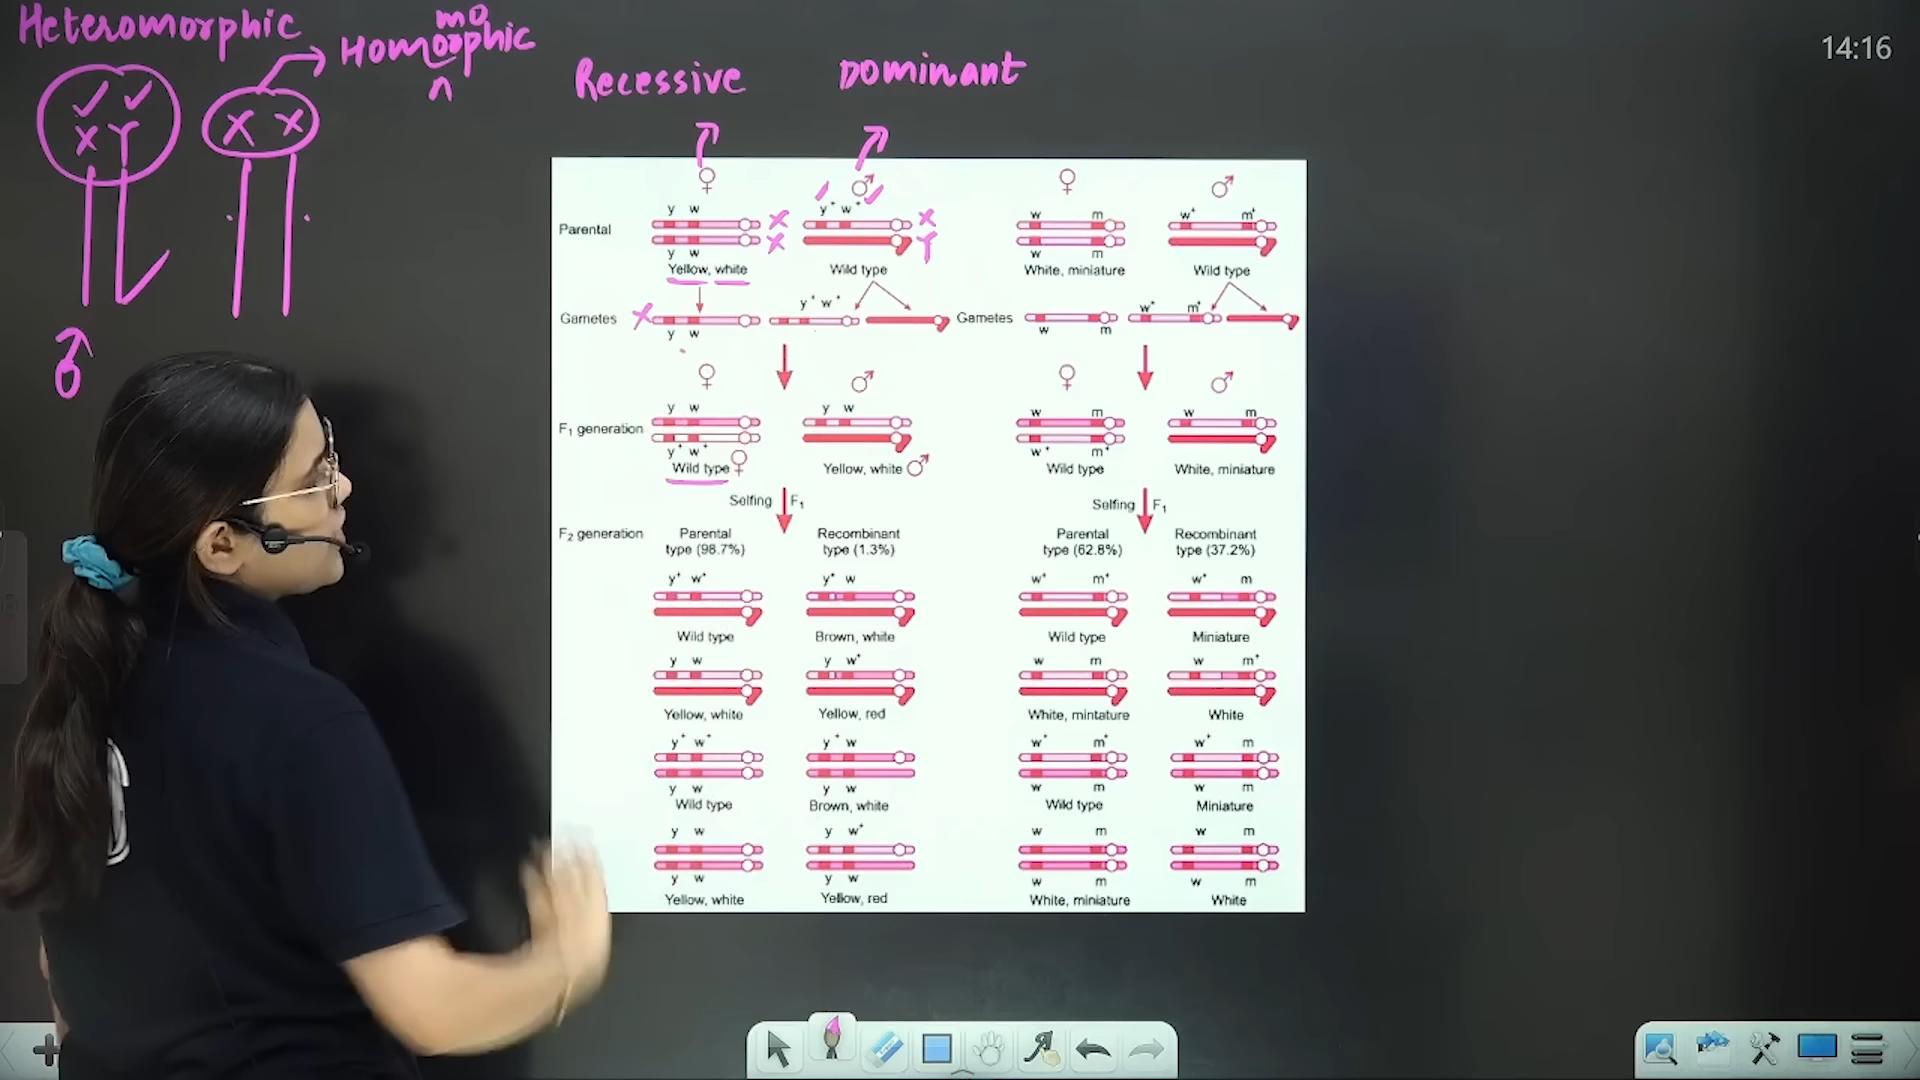 Heteromorphic
mo
Homorphic
^
Recessive
Dominant
14:16
X Y
X X
♂
♀ ♂ ♀ ♂
y w
y⁺ w⁺
w m
w⁺ m⁺
X
X
X
Y
Parental
y w
w m
Yellow, white
Wild type
White, miniature
Wild type
y⁺ w⁺
w⁺ m⁺
Gametes
X
Gametes
y w
w m
♀ ♂ ♀ ♂
y w
y w
w m
w m
F₁ generation
y⁺ w⁺
w⁺ m⁺
Wild type ♀
Yellow, white ♂
Wild type
White, miniature
Selfing F₁
Selfing F₁
F₂ generation
Parental
type (98.7%)
Recombinant
type (1.3%)
Parental
type (62.8%)
Recombinant
type (37.2%)
y⁺ w⁺
y⁺ w
w⁺ m⁺
w⁺ m
Wild type
Brown, white
Wild type
Miniature
y w
y w⁺
w m
w m⁺
Yellow, white
Yellow, red
White, mintature
White
y⁺ w⁺
y⁺ w
w⁺ m⁺
w⁺ m
y w
y w
w m
w m
Wild type
Brown, white
Wild type
Miniature
y w
y w⁺
w m
w m
y w
y w
w m
w m
Yellow, white
Yellow, red
White, miniature
White